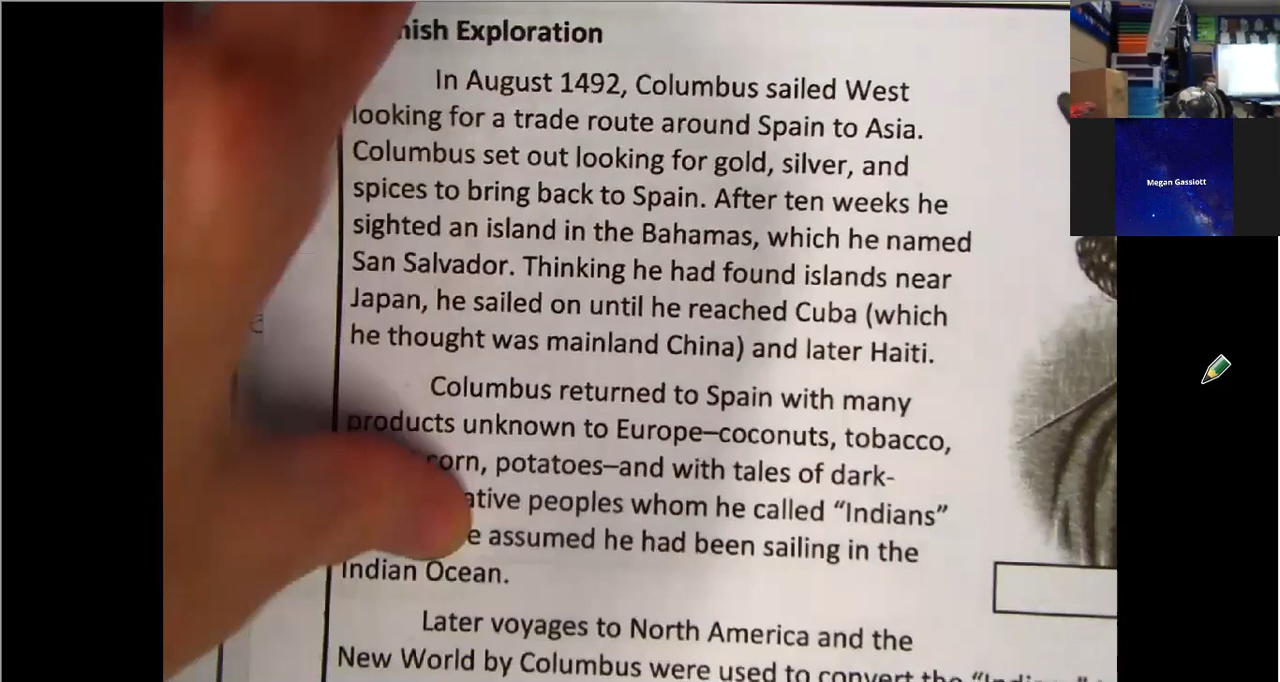 Exploration
In August 1492, Columbus sailed West
looking for a trade route around Spain to Asia.
Columbus set out looking for gold, silver, and
spices to bring back to Spain. After ten weeks he
sighted an island in the Bahamas, which he named
San Salvador. Thinking he had found islands near
Japan, he sailed on until he reached Cuba (which
he thought was mainland China) and later Haiti.
Columbus returned to Spain with many
products unknown to Europe–coconuts, tobacco,
corn, potatoes–and with tales of dark-
peoples whom he called “Indians”
assumed he had been sailing in the
Indian Ocean.
Later voyages to North America and the
New World by Columbus were used to convert the
Megan Gassiott